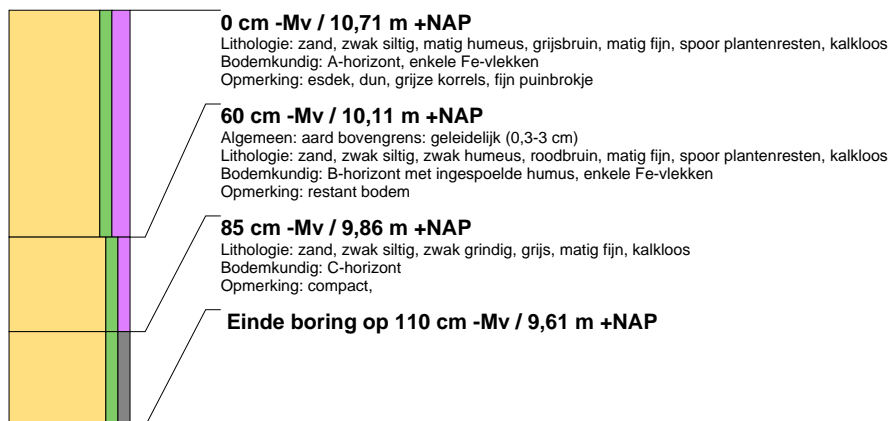 0 cm -Mv / 10,71 m +NAP
Lithologie: zand, zwak siltig, matig humeus, grijsbruin, matig fijn, spoor plantenresten, kalkloos
Bodemkundig: A-horizont, enkele Fe-vlekken
Opmerking: esdek, dun, grijze korrels, fijn puinbrokje
60 cm -Mv / 10,11 m +NAP
Algemeen: aard bovengrens: geleidelijk (0,3-3 cm)
Lithologie: zand, zwak siltig, zwak humeus, roodbruin, matig fijn, spoor plantenresten, kalkloos
Bodemkundig: B-horizont met ingespoelde humus, enkele Fe-vlekken
Opmerking: restant bodem
85 cm -Mv / 9,86 m +NAP
Lithologie: zand, zwak siltig, zwak grindig, grijs, matig fijn, kalkloos
Bodemkundig: C-horizont
Opmerking: compact,
Einde boring op 110 cm -Mv / 9,61 m +NAP